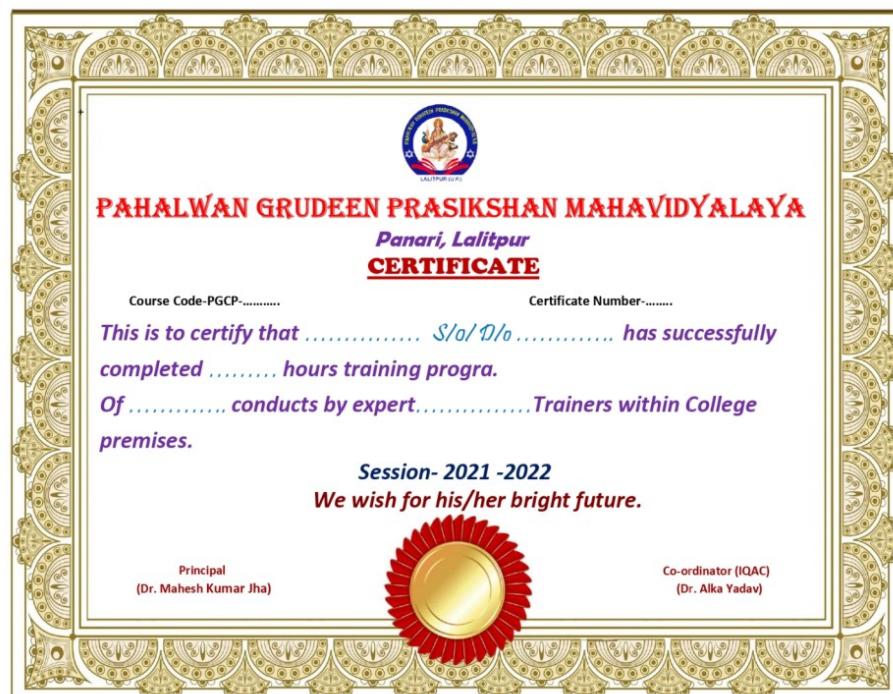 LALITPUR (U.P.)
PAHALWAN GRUDEEN PRASIKSHAN MAHAVIDYALAYA
Panari, Lalitpur
CERTIFICATE
Course Code-PGCP-........... Certificate Number-........
This is to certify that ............... S/o/ D/o ............. has successfully
completed ......... hours training progra.
Of ............. conducts by expert...............Trainers within College
premises.
Session- 2021 -2022
We wish for his/her bright future.
Principal
(Dr. Mahesh Kumar Jha)
Co-ordinator (IQAC)
(Dr. Alka Yadav)